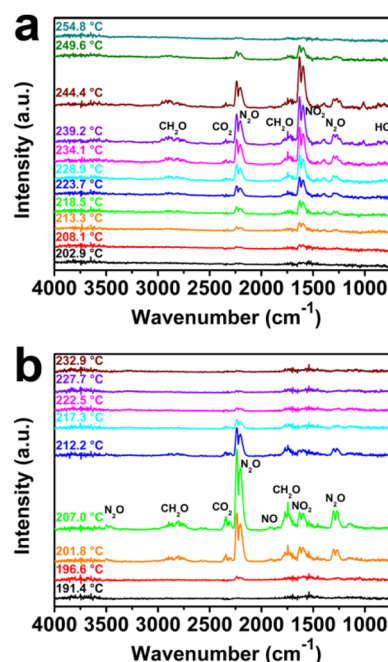 a
254.8 °C
249.6 °C
244.4 °C
CH2O
CO2
N2O
CH2O
NO2
N2O
HC
239.2 °C
234.1 °C
228.9 °C
223.7 °C
218.5 °C
213.3 °C
208.1 °C
202.9 °C
Intensity (a.u.)
4000 3500 3000 2500 2000 1500 1000
Wavenumber (cm-1)
b
232.9 °C
227.7 °C
222.5 °C
217.3 °C
212.2 °C
N2O
CH2O
CO2
N2O
NO
CH2O
NO2
N2O
207.0 °C
201.8 °C
196.6 °C
191.4 °C
Intensity (a.u.)
4000 3500 3000 2500 2000 1500 1000
Wavenumber (cm-1)